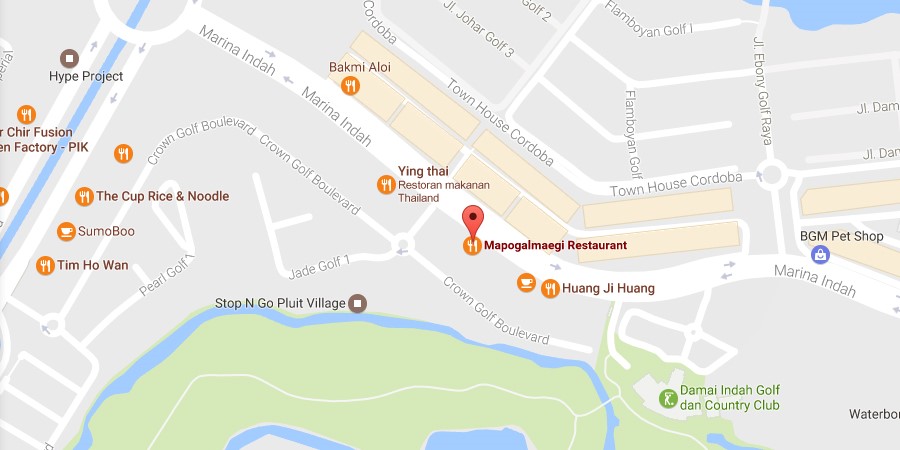 Cordoba
Jl. Johar Golf 3
Golf 2
Flamboyan Golf 1
Marina Indah
Jl. Ebony Golf Raya
Hype Project
Bakmi Aloi
Marina Indah
Town House Cordoba
Flamboyan Golf
Jl. Dam
Chir Fusion
Factory - PIK
Crown Golf Boulevard
Crown Golf Boulevard
Jl. Dam
Ying thai
Restoran makanan
Thailand
Town House Cordoba
The Cup Rice & Noodle
SumoBoo
Mapogalmaegi Restaurant
BGM Pet Shop
Tim Ho Wan
Pearl Golf 1
Jade Golf 1
Marina Indah
Huang Ji Huang
Stop N Go Pluit Village
Crown Golf Boulevard
Damai Indah Golf
dan Country Club
Waterbo